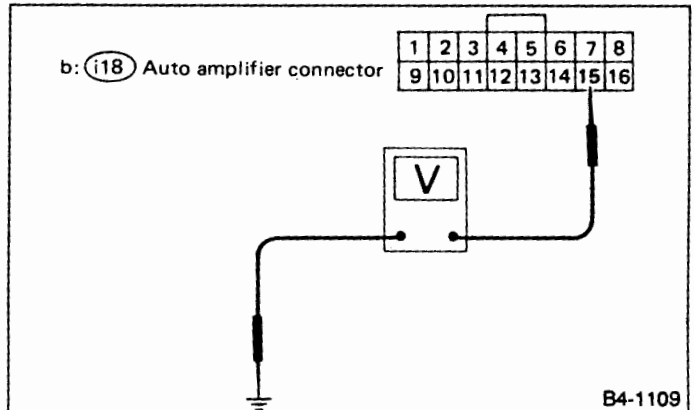 1 2 3 4 5 6 7 8
b: i18 Auto amplifier connector
9 10 11 12 13 14 15 16
V
B4-1109